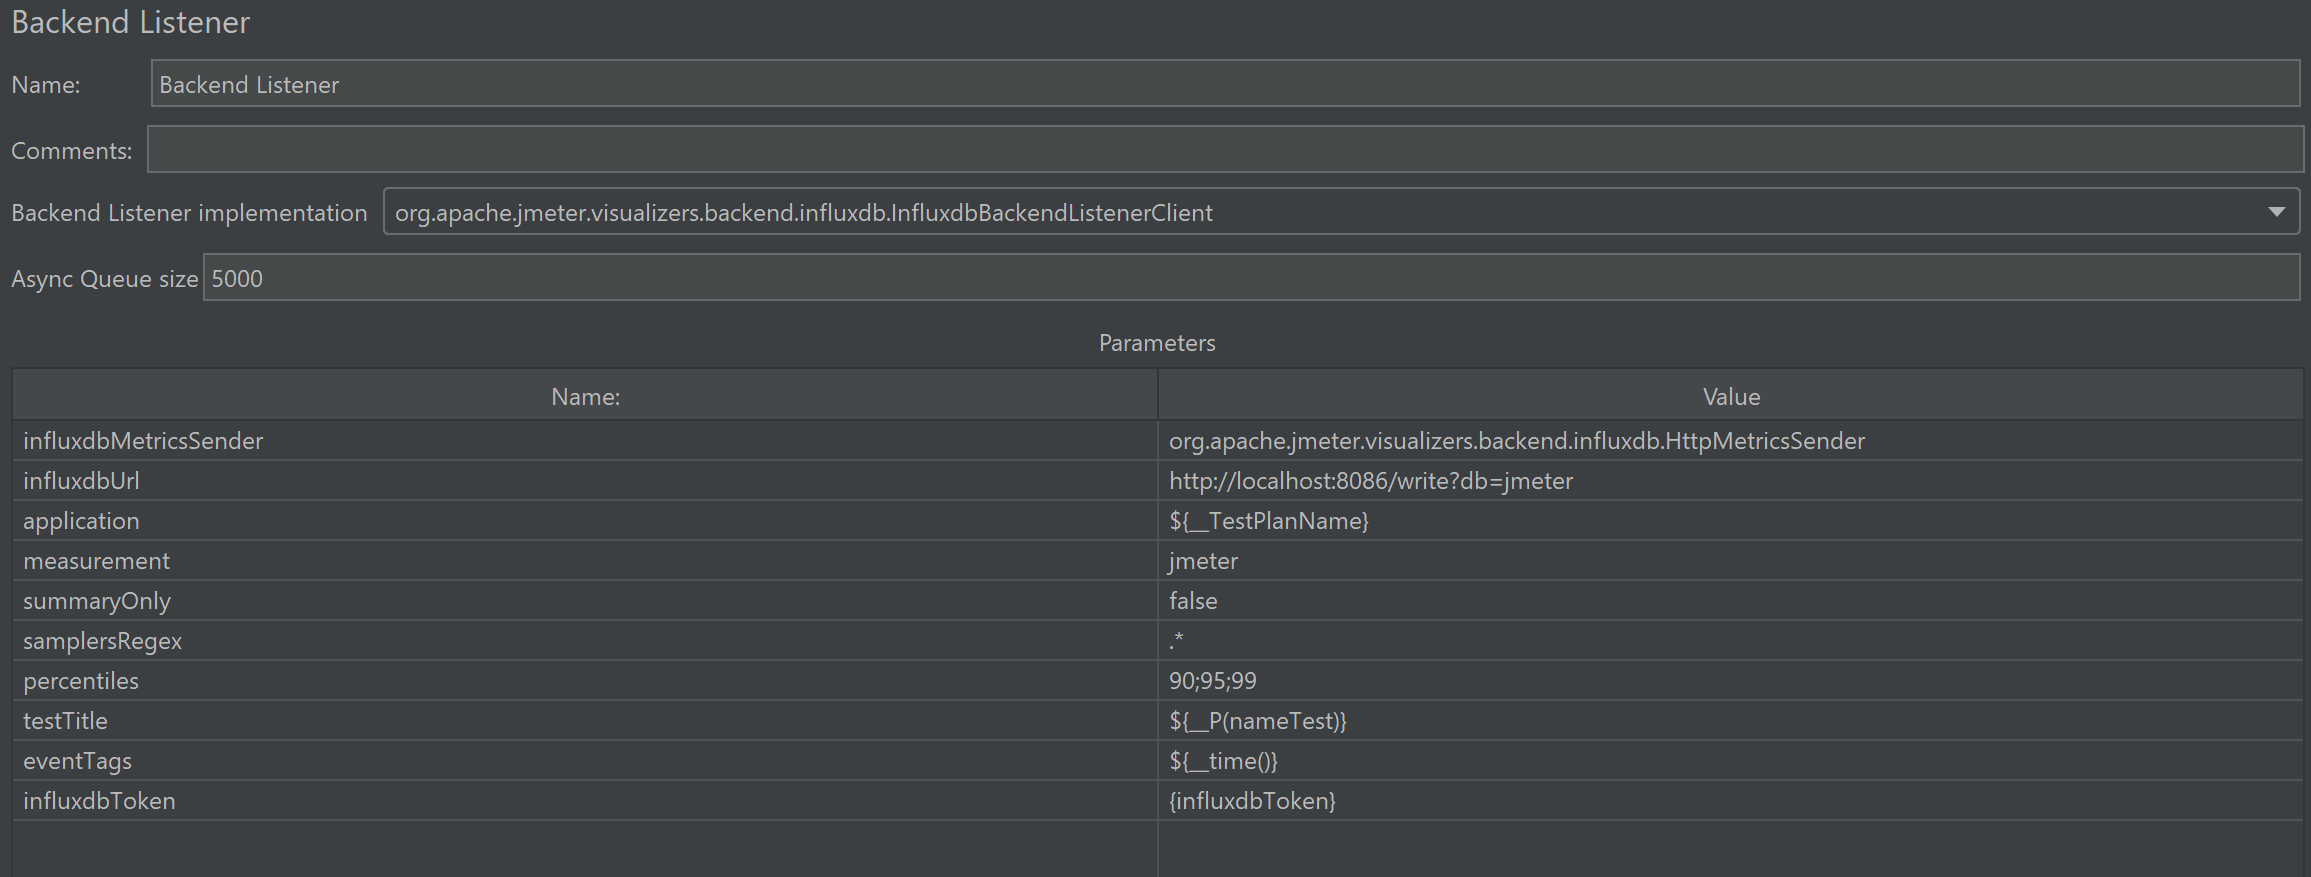 Backend Listener
Name: Backend Listener
Comments:
Backend Listener implementation org.apache.jmeter.visualizers.backend.influxdb.InfluxdbBackendListenerClient
Async Queue size 5000
Parameters
Name: Value
influxdbMetricsSender org.apache.jmeter.visualizers.backend.influxdb.HttpMetricsSender
influxdbUrl http://localhost:8086/write?db=jmeter
application ${__TestPlanName}
measurement jmeter
summaryOnly false
samplersRegex .*
percentiles 90;95;99
testTitle ${__P(nameTest)}
eventTags ${__time()}
influxdbToken {influxdbToken}